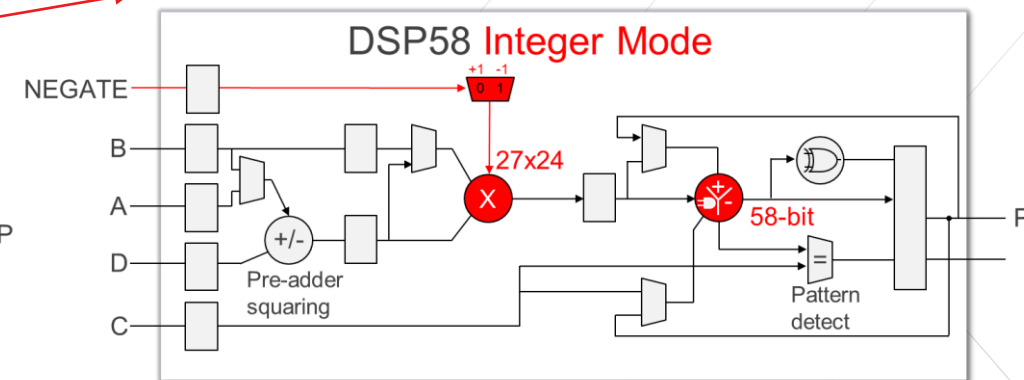 DSP58 Integer Mode
+1 -1
NEGATE
0 1
B
27x24
A
X
+
-
58-bit
P
+/-
D
=
Pre-adder
squaring
Pattern
detect
C